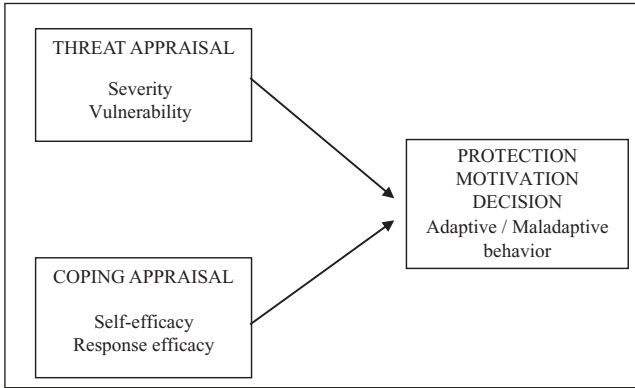 THREAT APPRAISAL
Severity
Vulnerability
PROTECTION
MOTIVATION
DECISION
Adaptive / Maladaptive
behavior
COPING APPRAISAL
Self-efficacy
Response efficacy